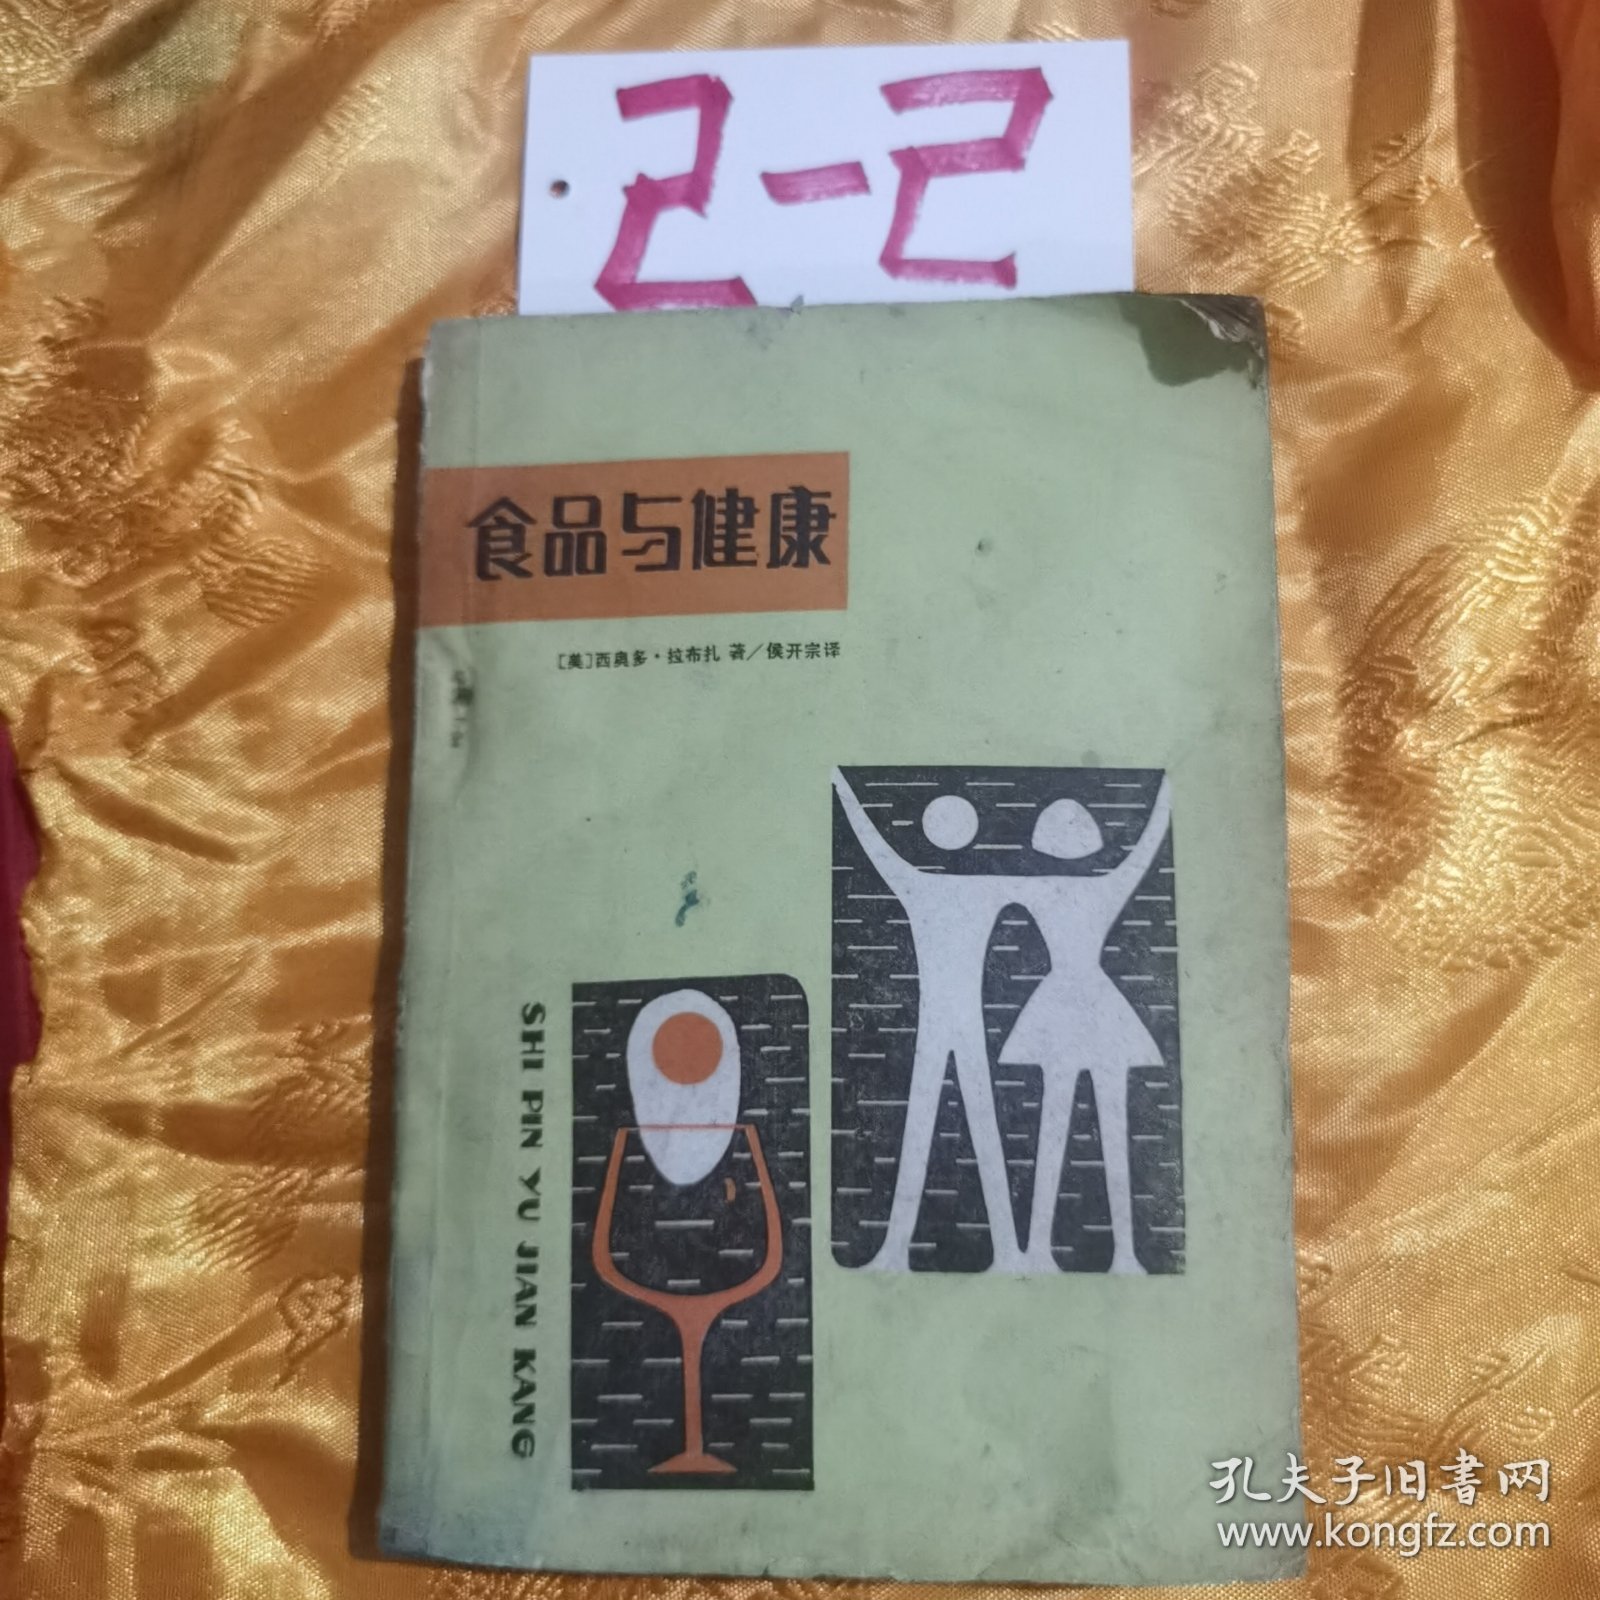 2-2
食品与健康
[美]西奥多·拉布扎 著/侯开宗译
SHI PIN YU JIAN KANG
孔夫子旧书网
www.kongfz.com